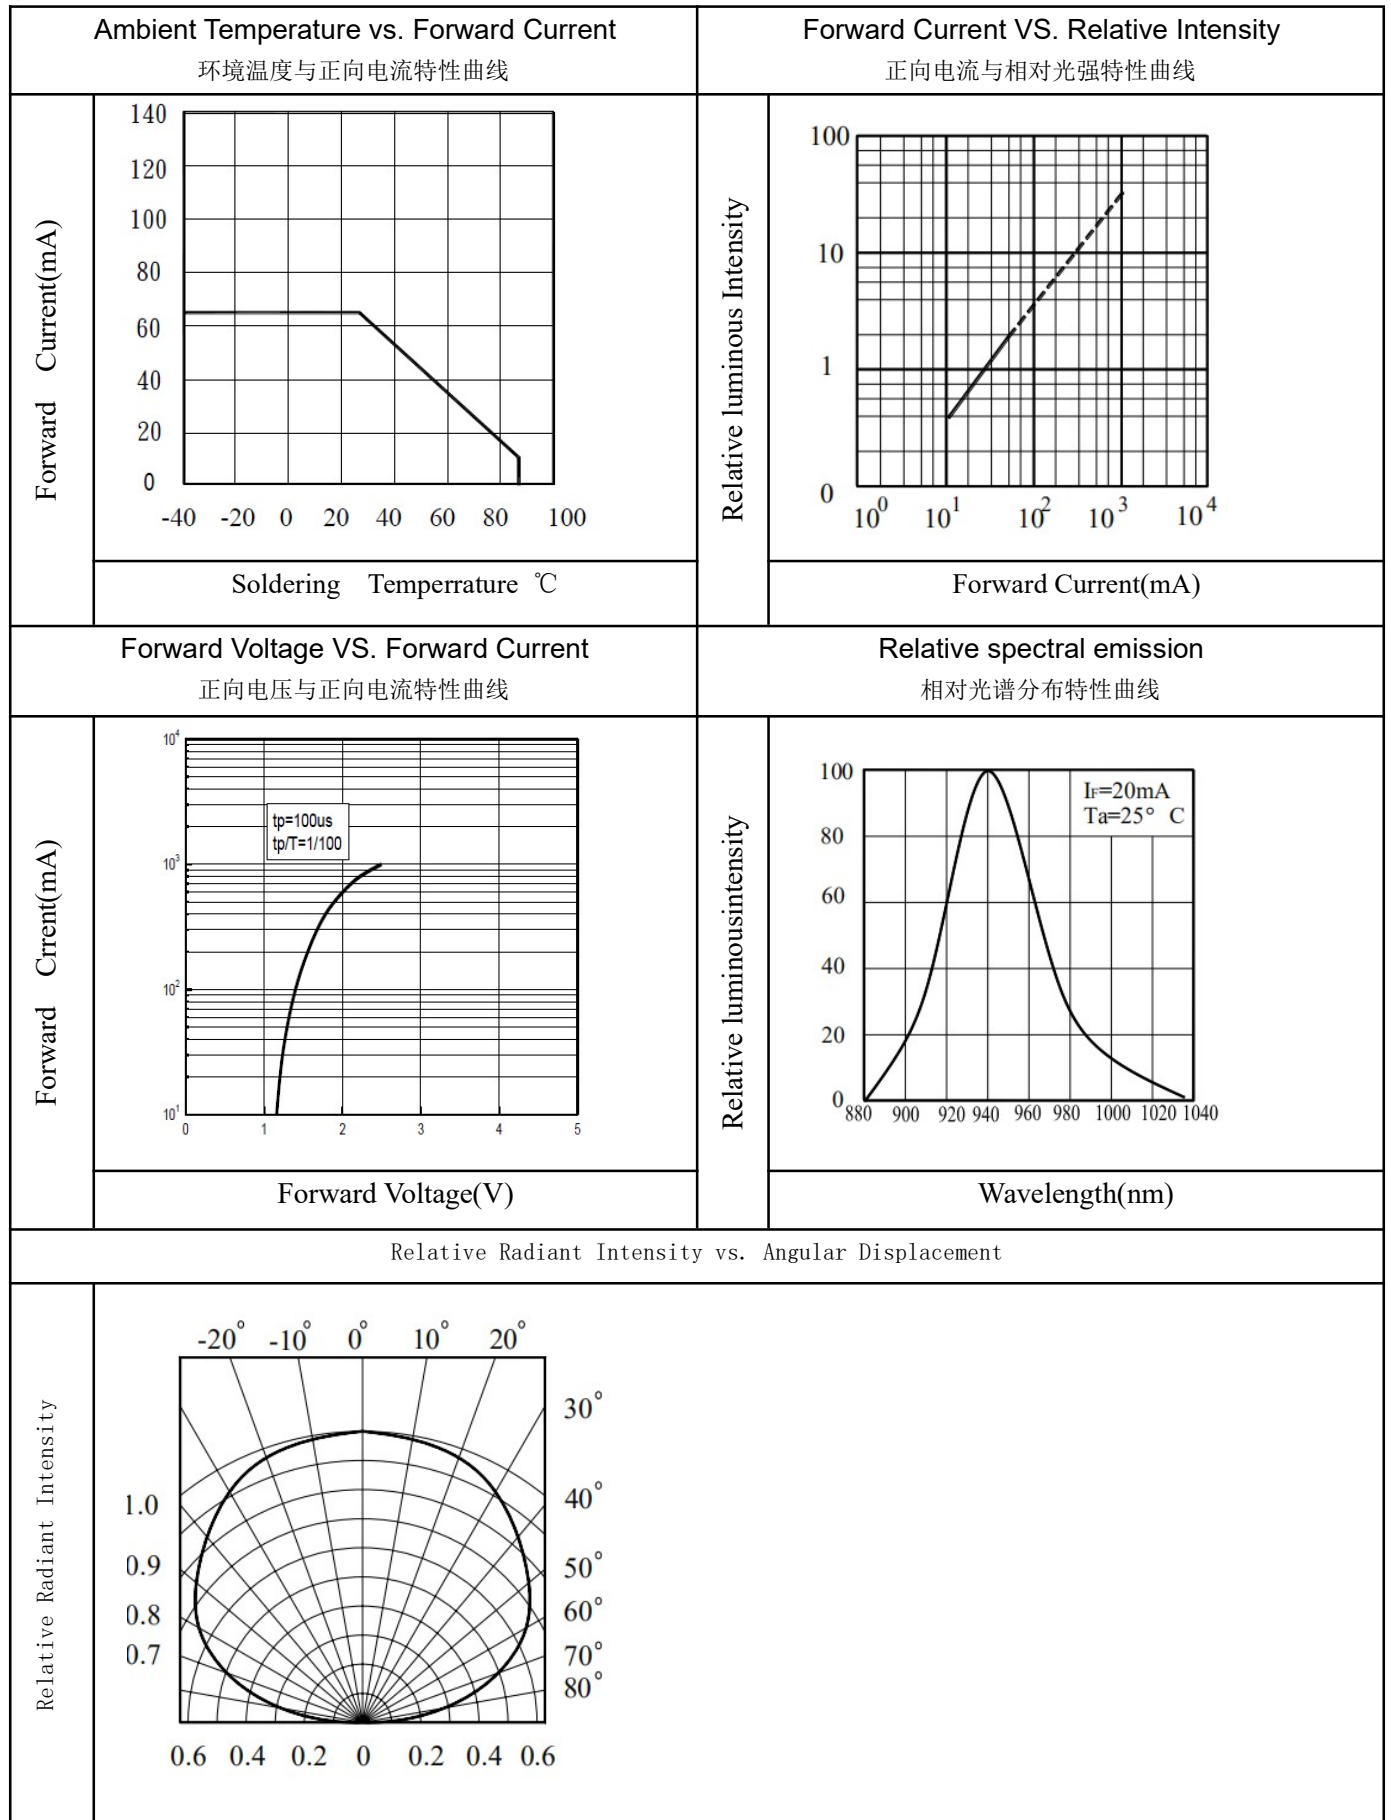 Ambient Temperature vs. Forward Current
环境温度与正向电流特性曲线
Forward Current VS. Relative Intensity
正向电流与相对光强特性曲线
Forward Current(mA)
140
120
100
80
60
40
20
0
-40 -20 0 20 40 60 80 100
Soldering Temperrature ℃
Relative luminous Intensity
100
10
1
0
10⁰ 10¹ 10² 10³ 10⁴
Forward Current(mA)
Forward Voltage VS. Forward Current
正向电压与正向电流特性曲线
Relative spectral emission
相对光谱分布特性曲线
Forward Crrent(mA)
10⁴
tp=100us
tp/T=1/100
10³
10²
10¹
0 1 2 3 4 5
Forward Voltage(V)
Relative luminousintensity
100
IF=20mA
Ta=25° C
80
60
40
20
0
880 900 920 940 960 980 1000 1020 1040
Wavelength(nm)
Relative Radiant Intensity vs. Angular Displacement
Relative Radiant Intensity
-20° -10° 0° 10° 20°
30°
1.0 40°
0.9 50°
0.8 60°
0.7 70°
80°
0.6 0.4 0.2 0 0.2 0.4 0.6